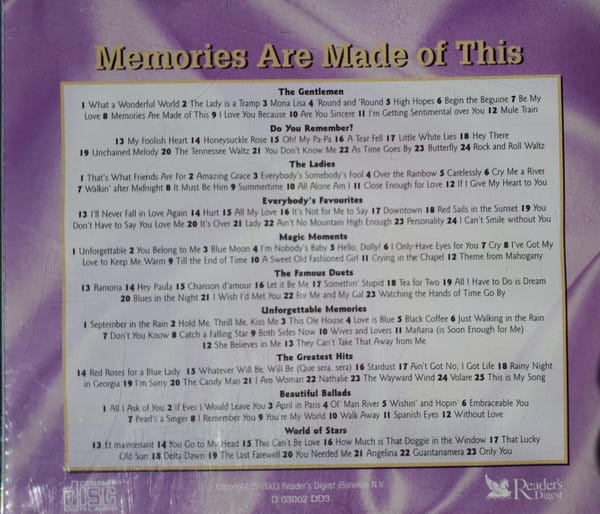 Memories Are Made of This
The Gentlemen
1 What a Wonderful World 2 The Lady is a Tramp 3 Mona Lisa 4 'Round and 'Round 5 High Hopes 6 Begin the Beguine 7 Be My
Love 8 Memories Are Made of This 9 I Love You Because 10 Are You Sincere 11 I'm Getting Sentimental over You 12 Mule Train
Do You Remember?
13 My Foolish Heart 14 Honeysuckle Rose 15 Oh! My Pa-Pa 16 A Tear Fell 17 Little White Lies 18 Hey There
19 Unchained Melody 20 The Tennessee Waltz 21 You Don't Know Me 22 As Time Goes By 23 Butterfly 24 Rock and Roll Waltz
The Ladies
1 That's What Friends Are For 2 Amazing Grace 3 Everybody's Somebody's Fool 4 Over the Rainbow 5 Carelessly 6 Cry Me a River
7 Walkin' after Midnight 8 It Must Be Him 9 Summertime 10 All Alone Am I 11 Close Enough for Love 12 If I Give My Heart to You
Everybody's Favourites
13 I'll Never Fall in Love Again 14 Hurt 15 All My Love 16 It's Not for Me to Say 17 Downtown 18 Red Sails in the Sunset 19 You
Don't Have to Say You Love Me 20 It's Over 21 Lady 22 Ain't No Mountain High Enough 23 Personality 24 I Can't Smile without You
Magic Moments
1 Unforgettable 2 You Belong to Me 3 Blue Moon 4 I'm Nobody's Baby 5 Hello, Dolly! 6 I Only Have Eyes for You 7 Cry 8 I've Got My
Love to Keep Me Warm 9 Till the End of Time 10 A Sweet Old Fashioned Girl 11 Crying in the Chapel 12 Theme from Mahogany
The Famous Duets
13 Ramona 14 Hey Paula 15 Chanson d'amour 16 Let it Be Me 17 Somethin' Stupid 18 Tea for Two 19 All I Have to Do is Dream
20 Blues in the Night 21 I Wish I'd Met You 22 For Me and My Gal 23 Watching the Hands of Time Go By
Unforgettable Memories
1 September in the Rain 2 Hold Me, Thrill Me, Kiss Me 3 This Ole House 4 Love is Blue 5 Black Coffee 6 Just Walking in the Rain
7 Don't You Know 8 Catch a Falling Star 9 Both Sides Now 10 Wives and Lovers 11 Mañana (is Soon Enough for Me)
12 She Believes in Me 13 They Can't Take That Away from Me
The Greatest Hits
14 Red Roses for a Blue Lady 15 Whatever Will Be, Will Be (Que sera, sera) 16 Stardust 17 Ain't Got No; I Got Life 18 Rainy Night
in Georgia 19 I'm Sorry 20 The Candy Man 21 I Am Woman 22 Nathalie 23 The Wayward Wind 24 Volare 25 This is My Song
Beautiful Ballads
1 All I Ask of You 2 If Ever I Would Leave You 3 April in Paris 4 Ol' Man River 5 Wishin' and Hopin' 6 Embraceable You
7 Pearl's a Singer 8 I Remember You 9 You're My World 10 Walk Away 11 Spanish Eyes 12 Without Love
World of Stars
13 Et maintenant 14 You Go to My Head 15 This Can't Be Love 16 How Much is That Doggie in the Window 17 That Lucky
Old Sun 18 Delta Dawn 19 The Last Farewell 20 You Needed Me 21 Angelina 22 Guantanamera 23 Only You
COMPACT
disc
DIGITAL AUDIO
Copyright © 2003 Reader's Digest (Benelux) N.V.
D 03002 DD3
Reader's
Digest